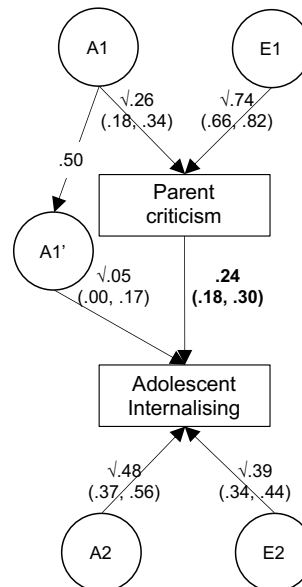 A1
E1
√.26
(.18, .34)
√.74
(.66, .82)
.50
Parent
criticism
A1’
√.05
(.00, .17)
.24
(.18, .30)
Adolescent
Internalising
√.48
(.37, .56)
√.39
(.34, .44)
A2
E2